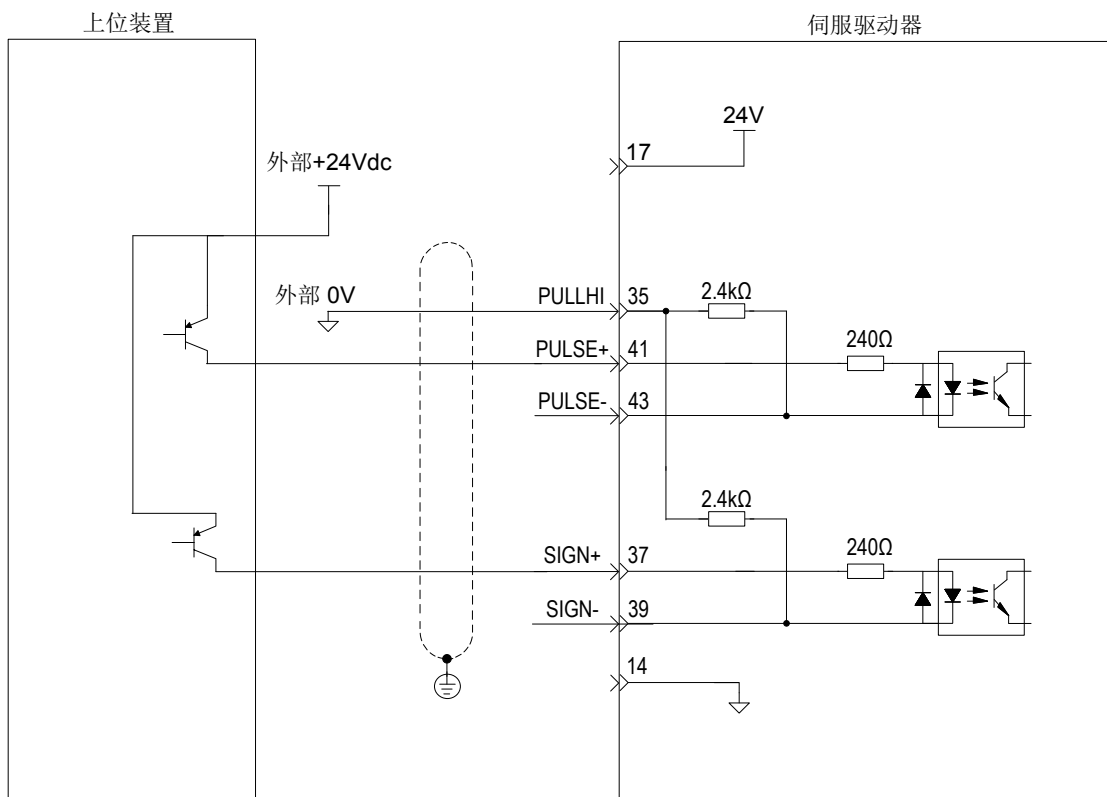 上位装置
伺服驱动器
24V
17
外部+24Vdc
外部 0V
PULLHI
35
2.4kΩ
PULSE+
41
240Ω
PULSE-
43
2.4kΩ
SIGN+
37
240Ω
SIGN-
39
14